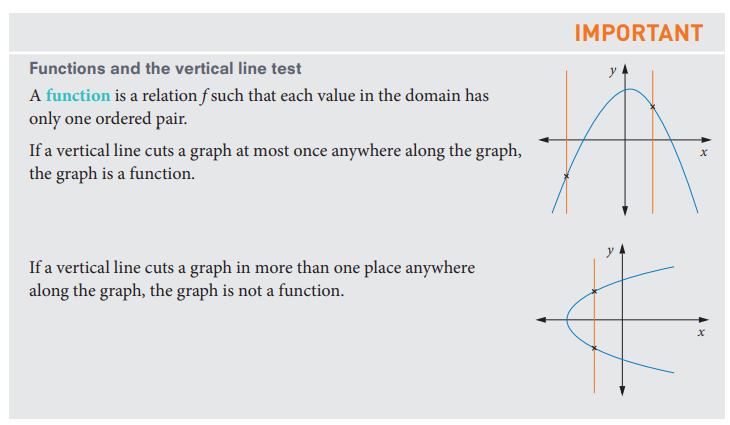 IMPORTANT
Functions and the vertical line test
A function is a relation f such that each value in the domain has
only one ordered pair.
If a vertical line cuts a graph at most once anywhere along the graph,
the graph is a function.
y
x
If a vertical line cuts a graph in more than one place anywhere
along the graph, the graph is not a function.
y
x